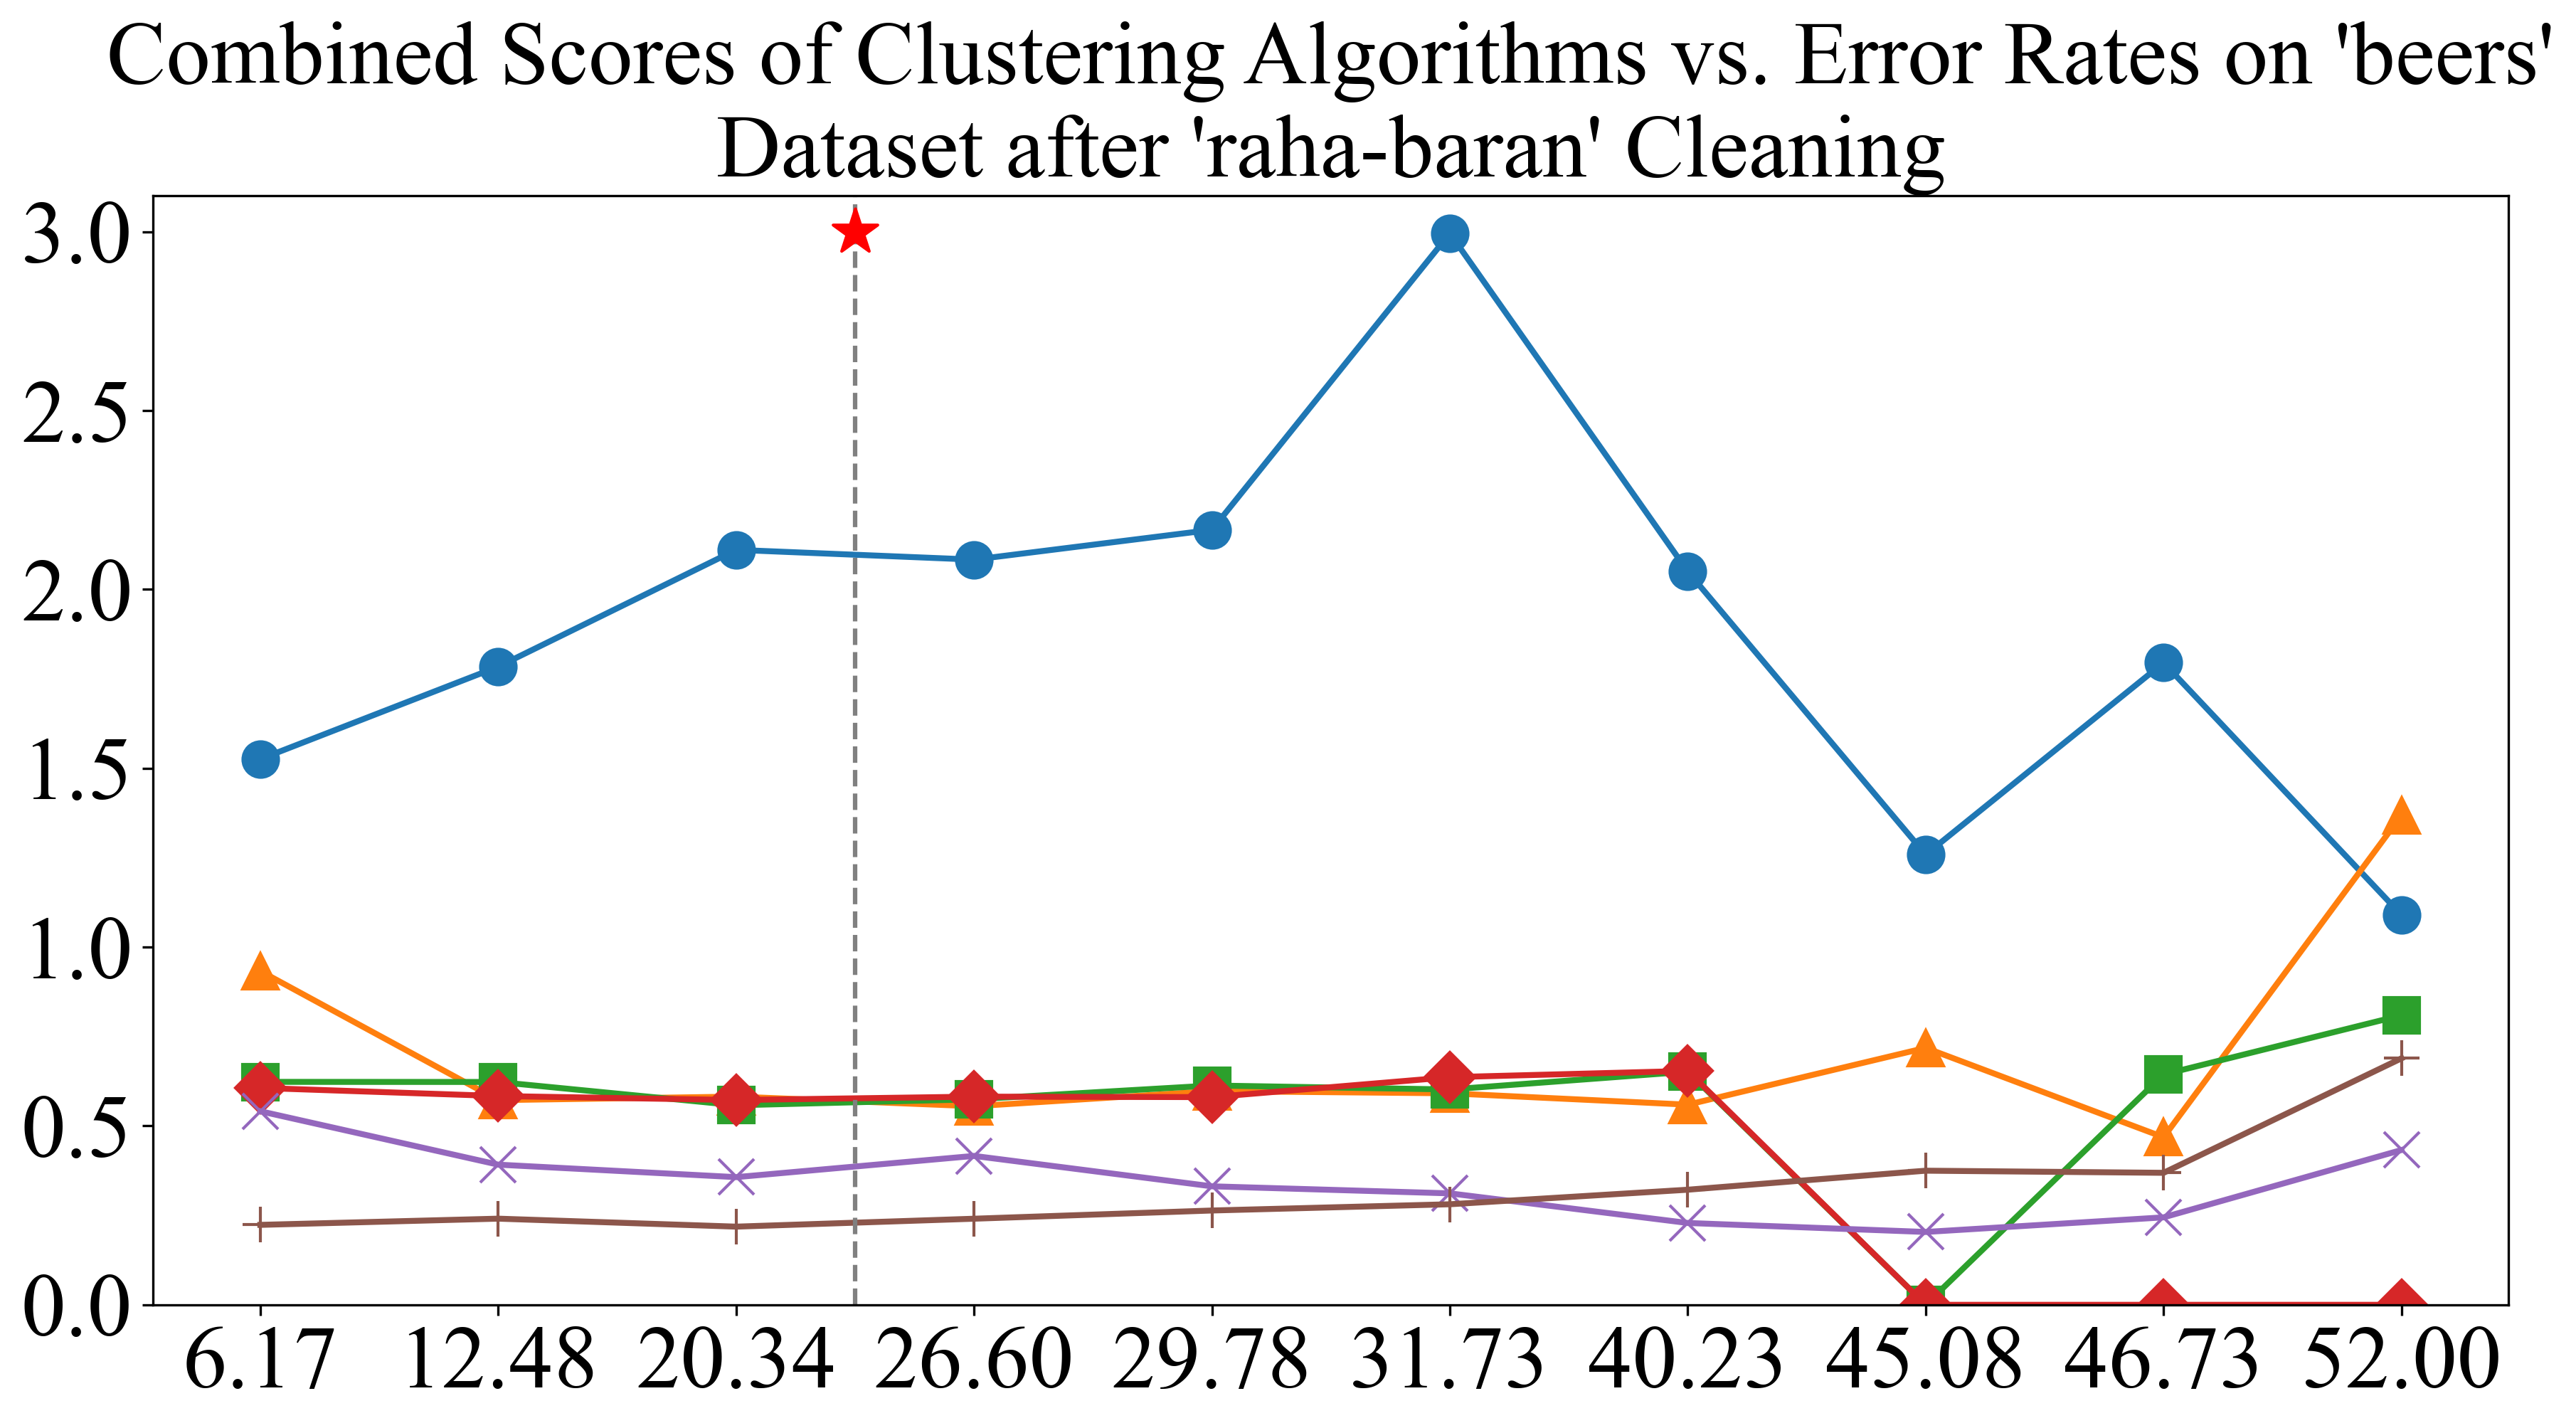 Combined Scores of Clustering Algorithms vs. Error Rates on 'beers'
Dataset after 'raha-baran' Cleaning
3.0
2.5
2.0
1.5
1.0
0.5
0.0
6.17 12.48 20.34 26.60 29.78 31.73 40.23 45.08 46.73 52.00